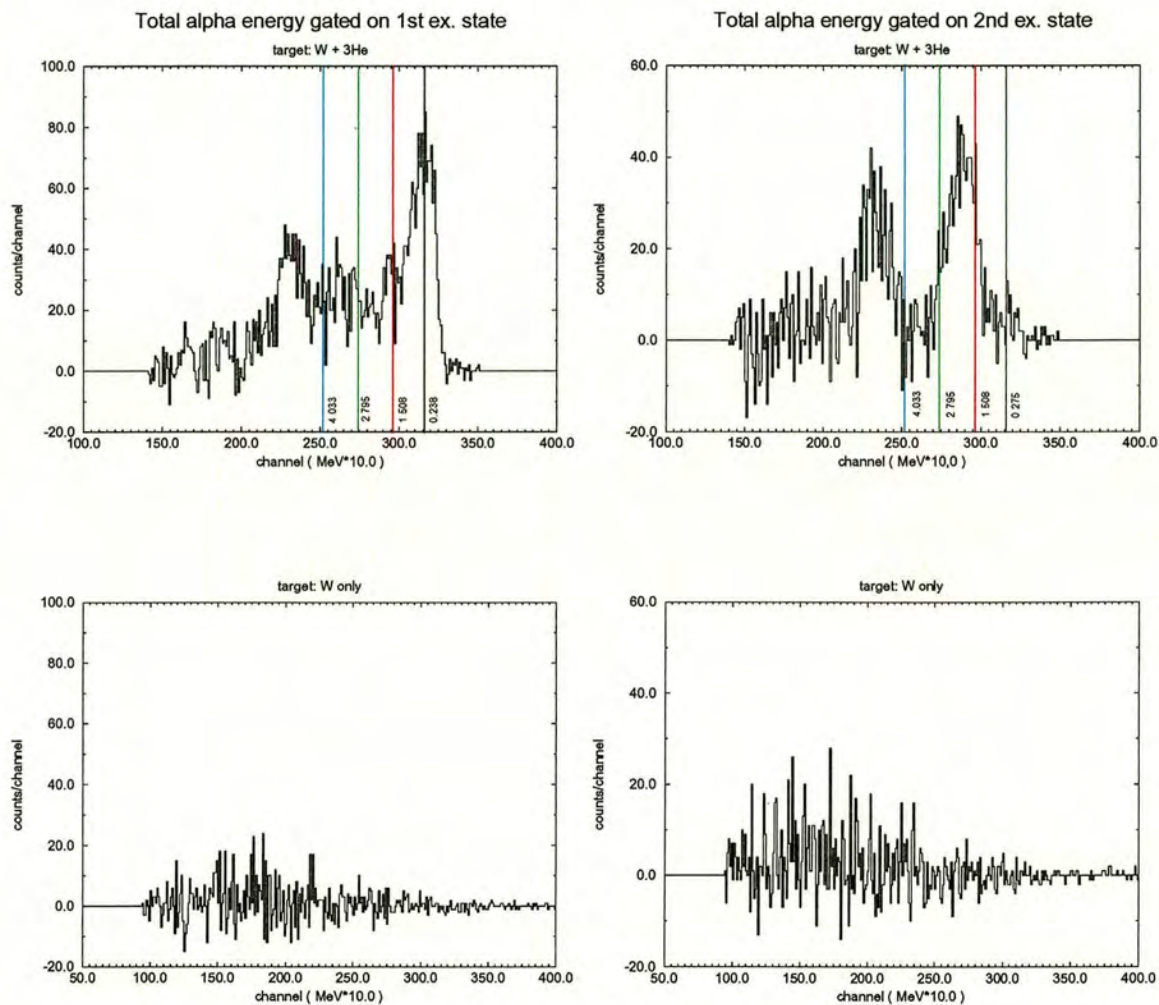 Total alpha energy gated on 1st ex. state
target: W + 3He
100.0
80.0
60.0
40.0
20.0
0.0
-20.0
counts/channel
4.033
2 795
1 508
0.238
100.0 150.0 200.0 250.0 300.0 350.0 400.0
channel ( MeV*10.0 )
Total alpha energy gated on 2nd ex. state
target: W + 3He
60.0
40.0
20.0
0.0
-20.0
counts/channel
4.033
2.795
1 508
0 275
100.0 150.0 200.0 250.0 300.0 350.0 400.0
channel ( MeV*10,0 )
target: W only
100.0
80.0
60.0
40.0
20.0
0.0
-20.0
counts/channel
50.0 100.0 150.0 200.0 250.0 300.0 350.0 400.0
channel ( MeV*10.0 )
target: W only
60.0
40.0
20.0
0.0
-20.0
counts/channel
50.0 100.0 150.0 200.0 250.0 300.0 350.0 400.0
channel ( MeV*10.0 )